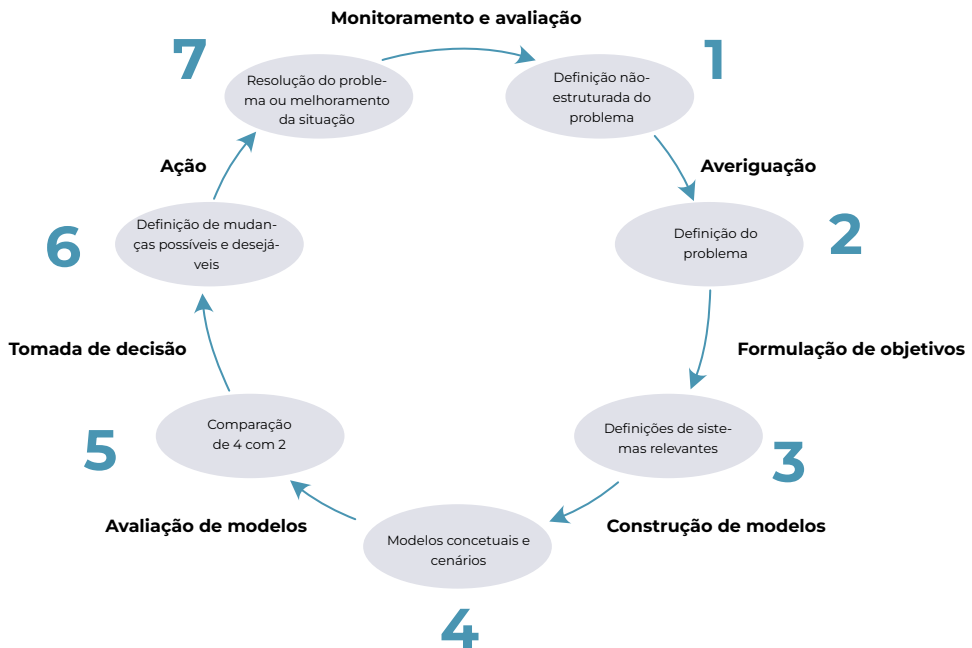 Monitoramento e avaliação
1
Definição não-
estruturada do
problema
Averiguação
2
Definição do
problema
Formulação de objetivos
3
Definições de siste-
mas relevantes
Construção de modelos
4
Modelos concetuais e
cenários
Avaliação de modelos
5
Comparação
de 4 com 2
Tomada de decisão
6
Definição de mudan-
ças possíveis e desejá-
veis
Ação
7
Resolução do proble-
ma ou melhoramento
da situação